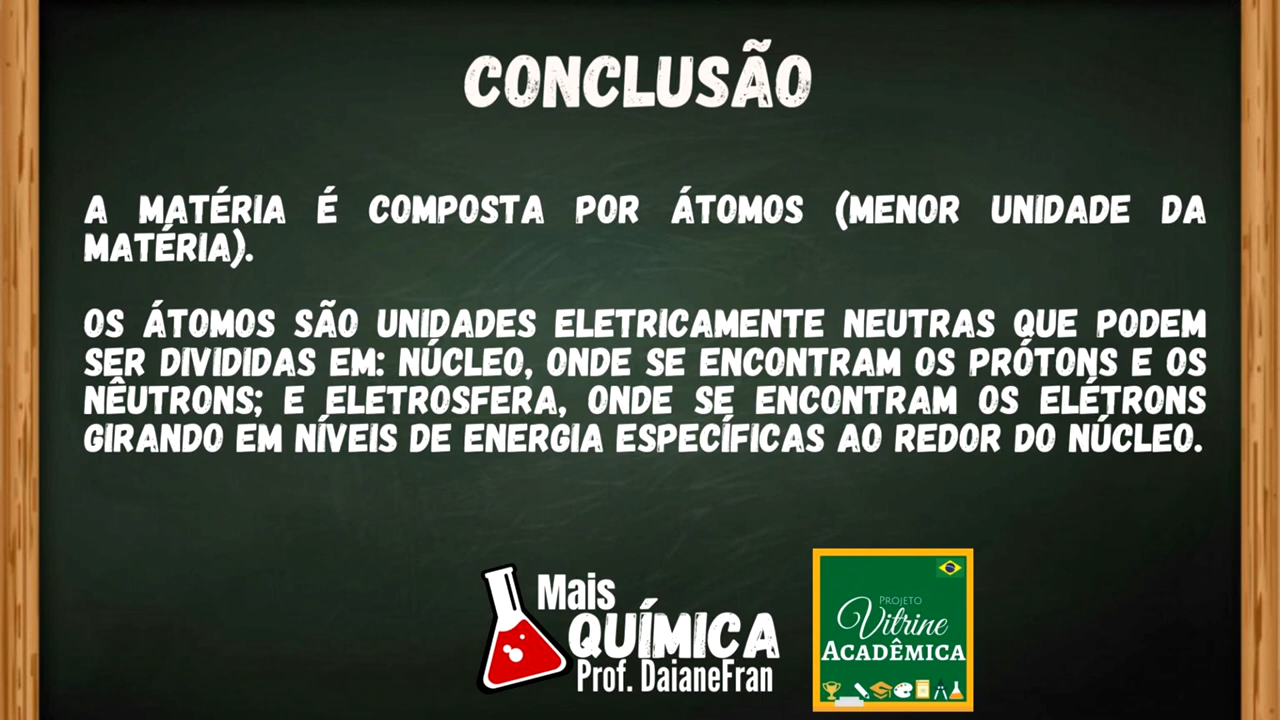 CONCLUSÃO
A MATÉRIA É COMPOSTA POR ÁTOMOS (MENOR UNIDADE DA
MATÉRIA).
OS ÁTOMOS SÃO UNIDADES ELETRICAMENTE NEUTRAS QUE PODEM
SER DIVIDIDAS EM: NÚCLEO, ONDE SE ENCONTRAM OS PRÓTONS E OS
NÊUTRONS; E ELETROSFERA, ONDE SE ENCONTRAM OS ELÉTRONS
GIRANDO EM NÍVEIS DE ENERGIA ESPECÍFICAS AO REDOR DO NÚCLEO.
Mais
QUÍMICA
Prof. DaianeFran
PROJETO
Vitrine
ACADÊMICA